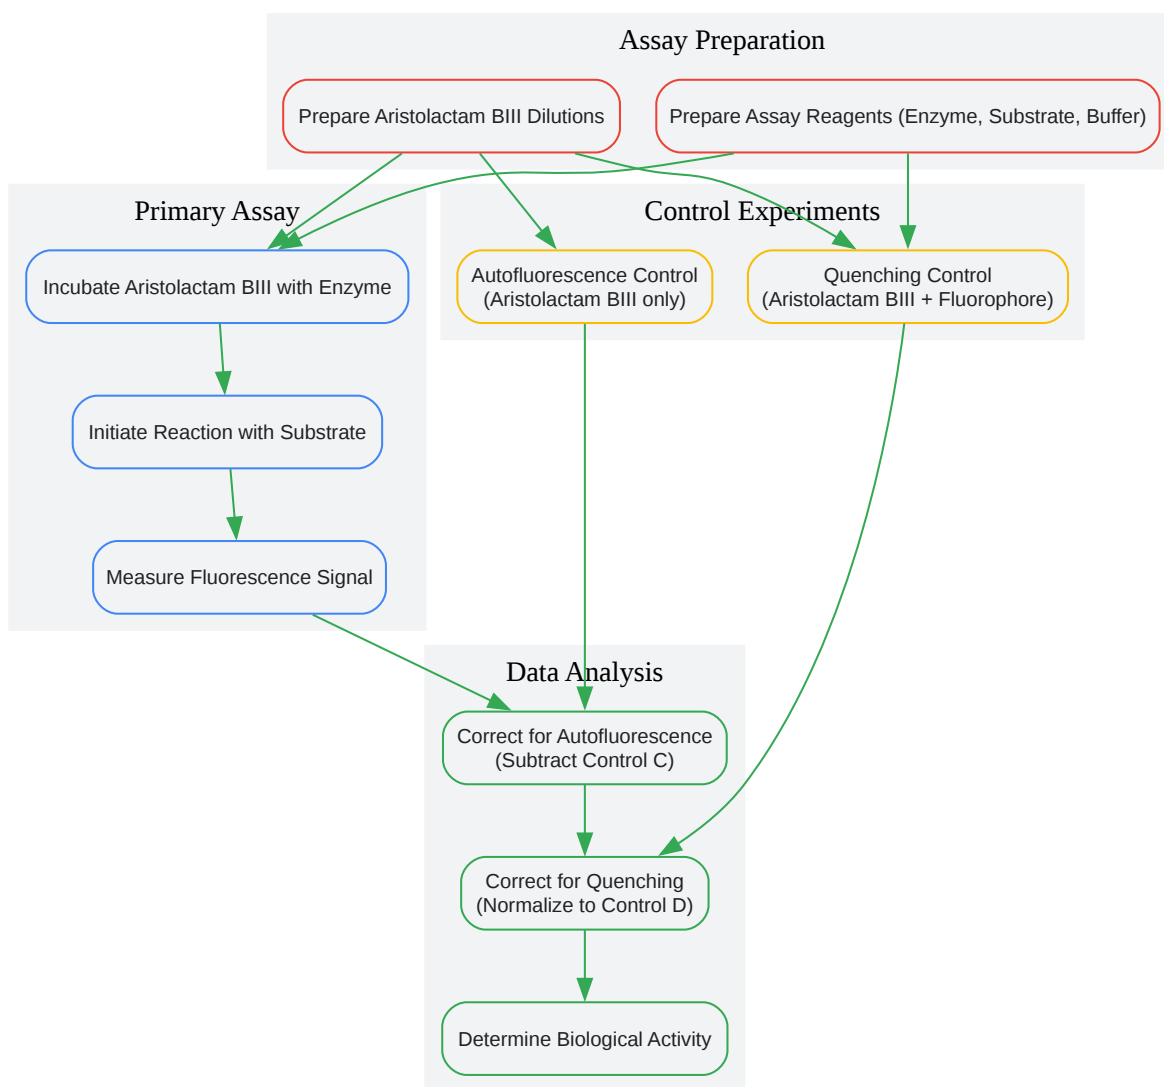 Assay Preparation
Prepare Aristolactam BIII Dilutions
Prepare Assay Reagents (Enzyme, Substrate, Buffer)
Primary Assay
Control Experiments
Incubate Aristolactam BIII with Enzyme
Autofluorescence Control
(Aristolactam BIII only)
Quenching Control
(Aristolactam BIII + Fluorophore)
Initiate Reaction with Substrate
Measure Fluorescence Signal
Data Analysis
Correct for Autofluorescence
(Subtract Control C)
Correct for Quenching
(Normalize to Control D)
Determine Biological Activity